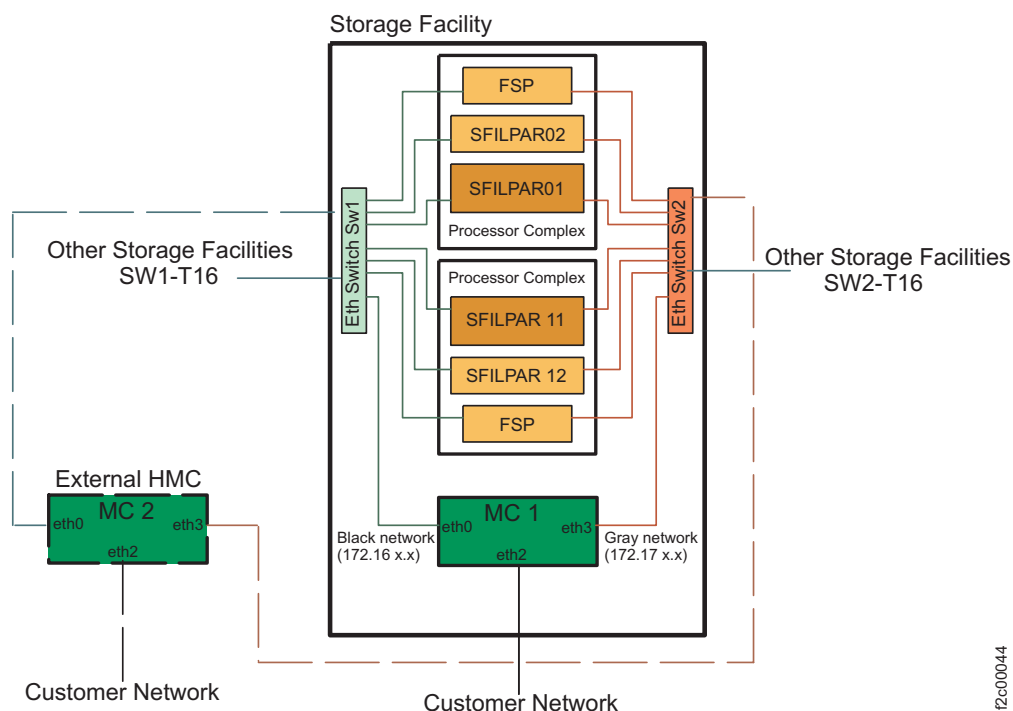 Storage Facility
FSP
SFILPAR02
SFILPAR01
Processor Complex
Eth Switch Sw1
Eth Switch Sw2
Other Storage Facilities
SW1-T16
Other Storage Facilities
SW2-T16
Processor Complex
SFILPAR 11
SFILPAR 12
FSP
External HMC
MC 2
eth0
eth3
eth2
MC 1
eth0
eth3
eth2
Black network
(172.16 x.x)
Gray network
(172.17 x.x)
Customer Network
Customer Network
f2c00044